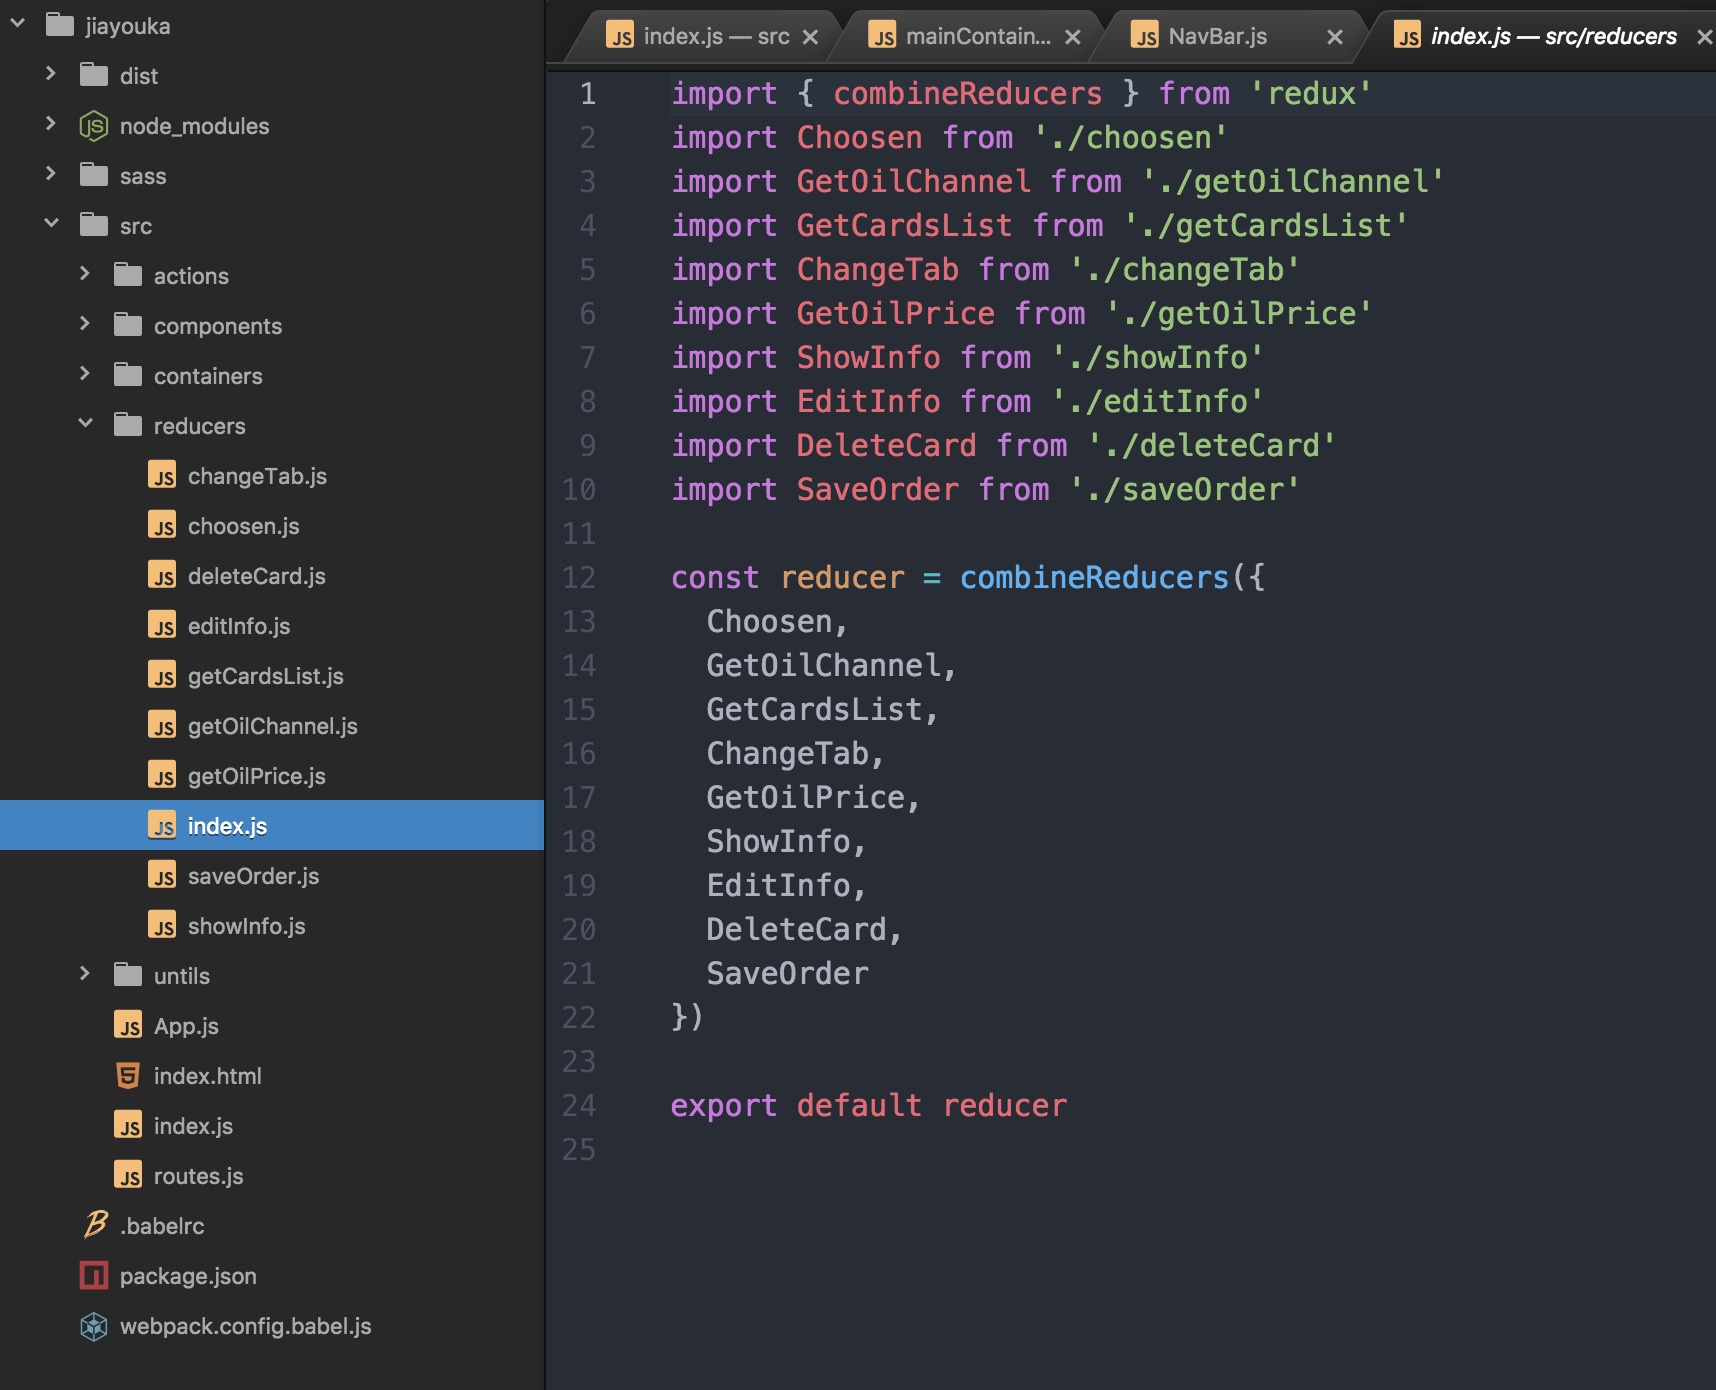 jiayouka
dist
node_modules
sass
src
actions
components
containers
reducers
changeTab.js
choosen.js
deleteCard.js
editInfo.js
getCardsList.js
getOilChannel.js
getOilPrice.js
index.js
saveOrder.js
showInfo.js
untils
App.js
index.html
index.js
routes.js
.babelrc
package.json
webpack.config.babel.js
index.js — src
mainContain...
NavBar.js
index.js — src/reducers
1 import { combineReducers } from 'redux'
2 import Choosen from './choosen'
3 import GetOilChannel from './getOilChannel'
4 import GetCardsList from './getCardsList'
5 import ChangeTab from './changeTab'
6 import GetOilPrice from './getOilPrice'
7 import ShowInfo from './showInfo'
8 import EditInfo from './editInfo'
9 import DeleteCard from './deleteCard'
10 import SaveOrder from './saveOrder'
11
12 const reducer = combineReducers({
13 Choosen,
14 GetOilChannel,
15 GetCardsList,
16 ChangeTab,
17 GetOilPrice,
18 ShowInfo,
19 EditInfo,
20 DeleteCard,
21 SaveOrder
22 })
23
24 export default reducer
25